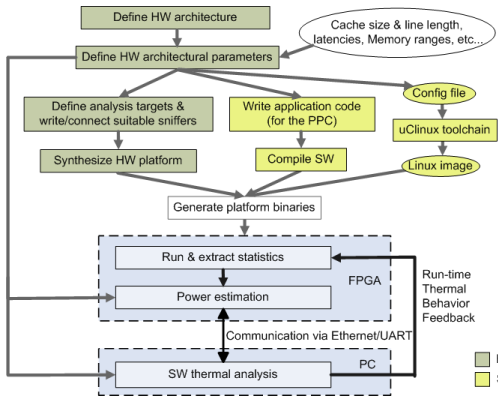 Define HW architecture
Cache size & line length,
latencies, Memory ranges, etc...
Define HW architectural parameters
Define analysis targets &
write/connect suitable sniffers
Write application code
(for the PPC)
Config file
uClinux toolchain
Synthesize HW platform
Compile SW
Linux image
Generate platform binaries
Run & extract statistics
FPGA
Power estimation
Run-time
Thermal
Behavior
Feedback
Communication via Ethernet/UART
PC
SW thermal analysis